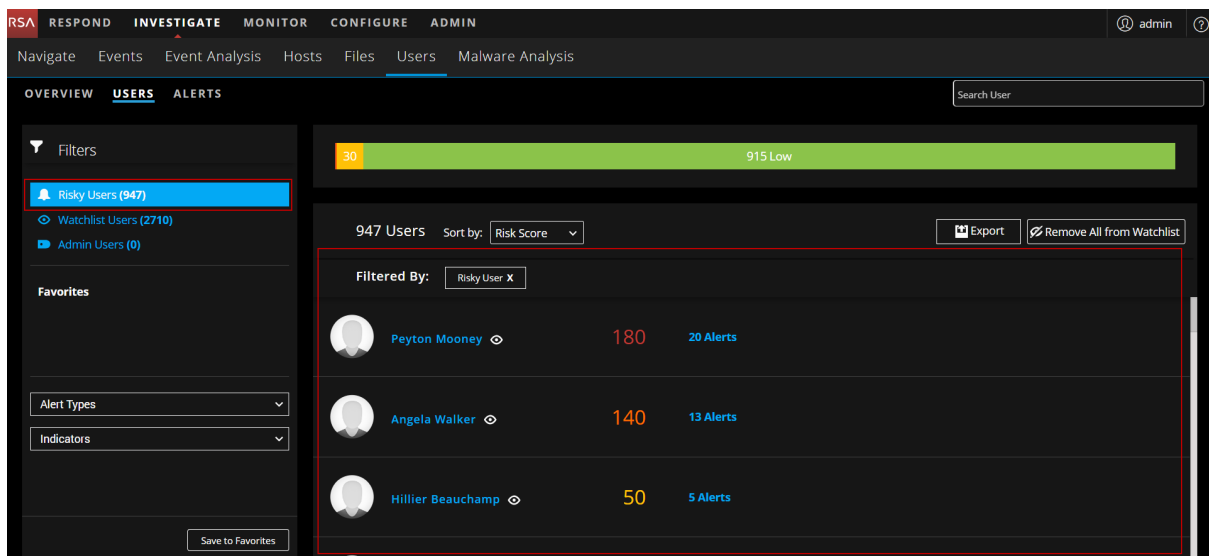 RSA RESPOND INVESTIGATE MONITOR CONFIGURE ADMIN admin ?
Navigate Events Event Analysis Hosts Files Users Malware Analysis
OVERVIEW USERS ALERTS Search User
Filters
30 915 Low
Risky Users (947)
Watchlist Users (2710)
Admin Users (0)
Favorites
Alert Types
Indicators
Save to Favorites
947 Users Sort by: Risk Score Export Remove All from Watchlist
Filtered By: Risky User X
Peyton Mooney 180 20 Alerts
Angela Walker 140 13 Alerts
Hillier Beauchamp 50 5 Alerts